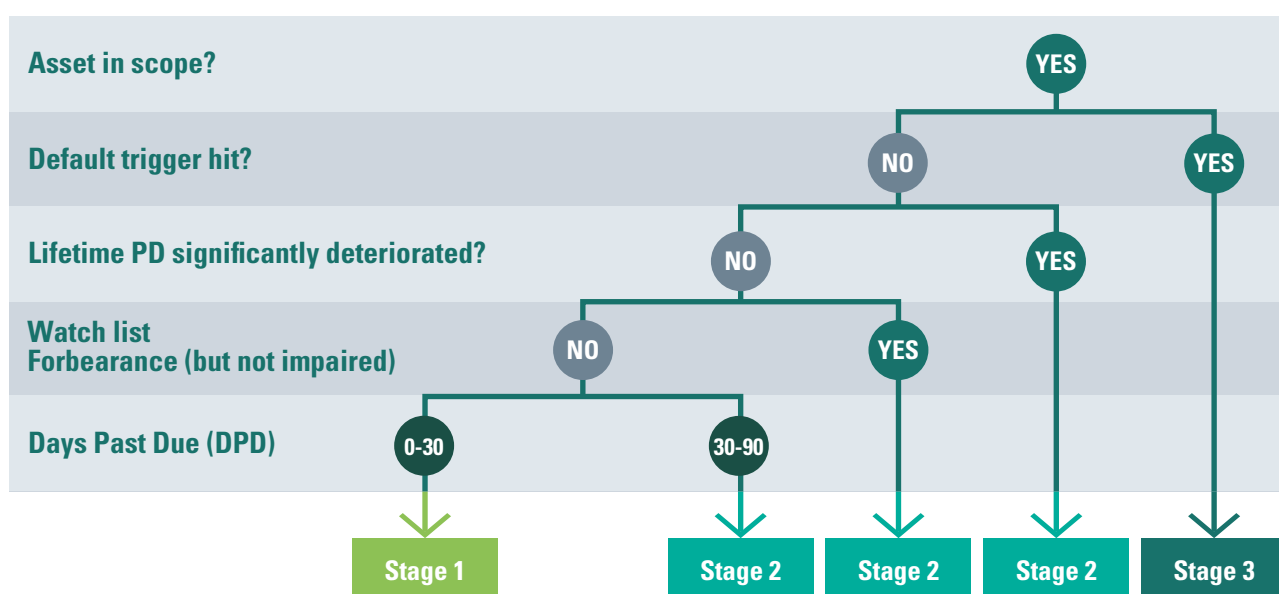 Asset in scope?
YES
Default trigger hit?
NO
YES
Lifetime PD significantly deteriorated?
NO
YES
Watch list
Forbearance (but not impaired)
NO
YES
Days Past Due (DPD)
0-30
30-90
Stage 1
Stage 2
Stage 2
Stage 2
Stage 3